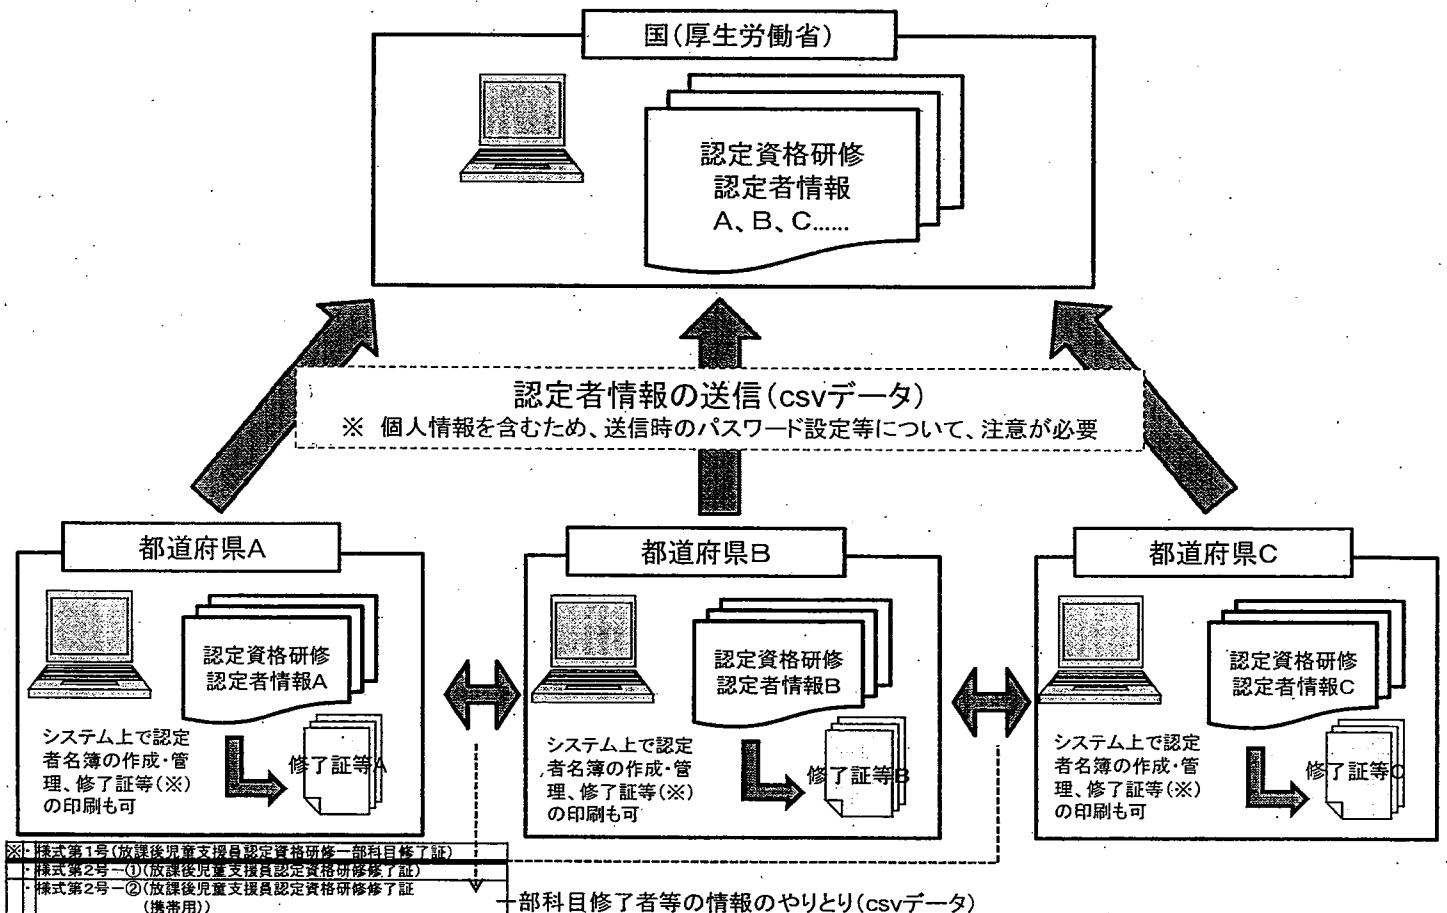 国(厚生労働省)
認定資格研修
認定者情報
A、B、C......
認定者情報の送信(csvデータ)
※ 個人情報を含むため、送信時のパスワード設定等について、注意が必要
都道府県A
認定資格研修
認定者情報A
システム上で認定
者名簿の作成・管
理、修了証等(※)
の印刷も可
修了証等A
都道府県B
認定資格研修
認定者情報B
システム上で認定
者名簿の作成・管
理、修了証等(※)
の印刷も可
修了証等B
都道府県C
認定資格研修
認定者情報C
システム上で認定
者名簿の作成・管
理、修了証等(※)
の印刷も可
修了証等C
※・様式第1号(放課後児童支援員認定資格研修一部科目修了証)
・様式第2号-①(放課後児童支援員認定資格研修修了証)
・様式第2号-②(放課後児童支援員認定資格研修修了証
(携帯用))
一部科目修了者等の情報のやりとり(csvデータ)